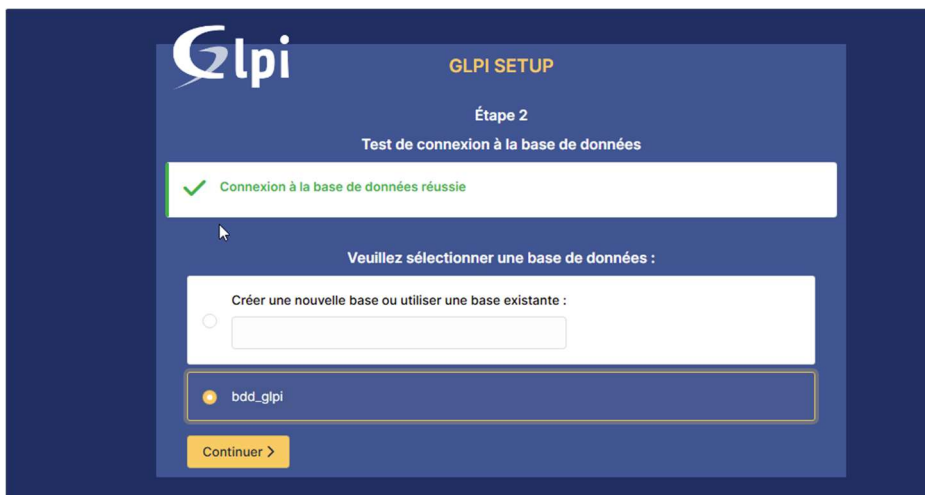 Glpi
GLPI SETUP
Étape 2
Test de connexion à la base de données
Connexion à la base de données réussie
Veuillez sélectionner une base de données :
Créer une nouvelle base ou utiliser une base existante :
bdd_glpi
Continuer >